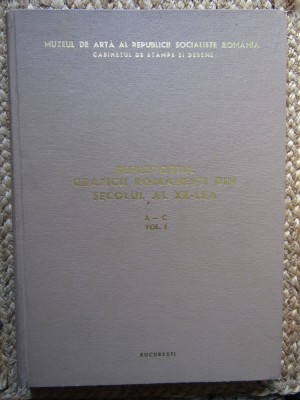 MUZEUL DE ARTĂ AL REPUBLICII SOCIALISTE ROMÂNIA
CABINETUL DE STAMPE ȘI DESENE
REPERTORIUL
GRAFICII ROMÂNEȘTI DIN
SECOLUL AL XX-LEA
A — C
VOL. I
BUCUREȘTI